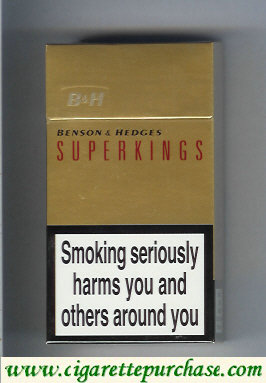 B&H
BENSON & HEDGES
SUPERKINGS
Smoking seriously
harms you and
others around you
www.cigarettepurchase.com